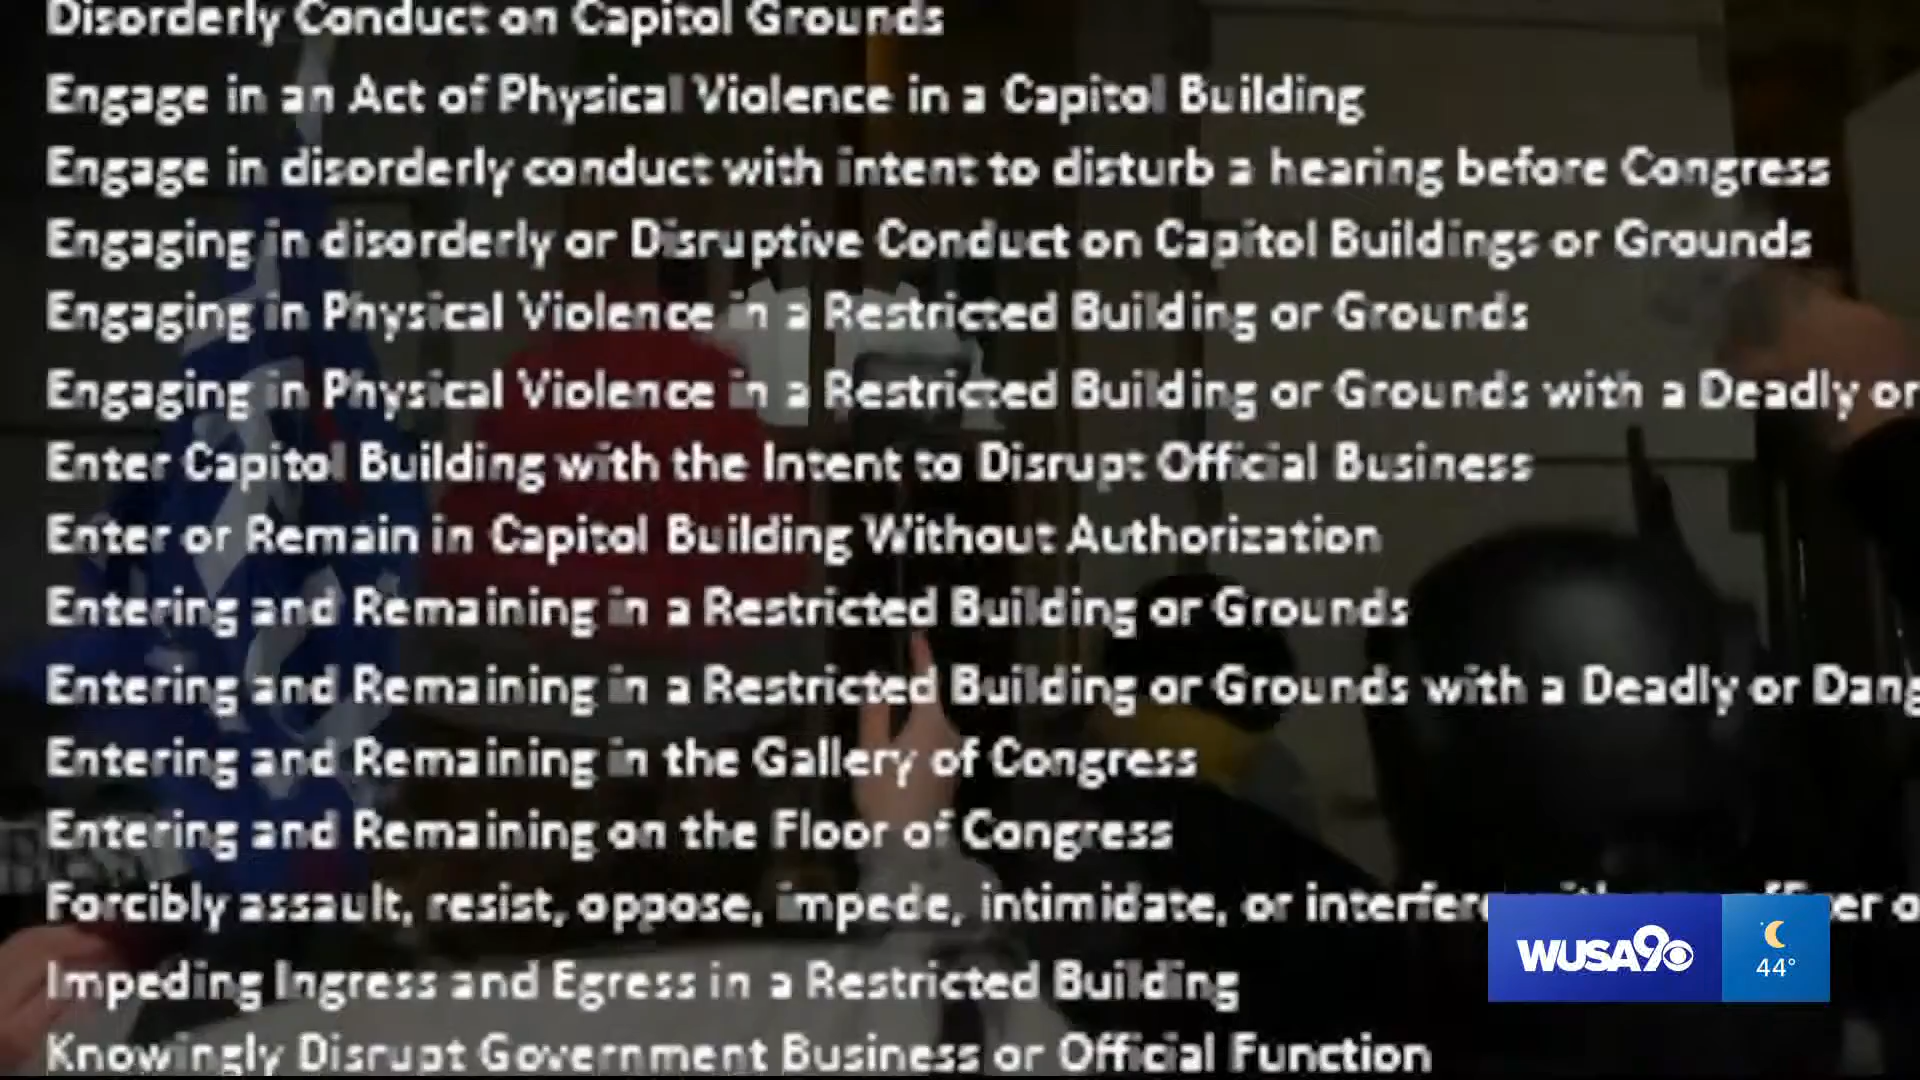 Disorderly Conduct on Capitol Grounds
Engage in an Act of Physical Violence in a Capitol Building
Engage in disorderly conduct with intent to disturb a hearing before Congress
Engaging in disorderly or Disruptive Conduct on Capitol Buildings or Grounds
Engaging in Physical Violence in a Restricted Building or Grounds
Engaging in Physical Violence in a Restricted Building or Grounds with a Deadly or
Enter Capitol Building with the Intent to Disrupt Official Business
Enter or Remain in Capitol Building Without Authorization
Entering and Remaining in a Restricted Building or Grounds
Entering and Remaining in a Restricted Building or Grounds with a Deadly or Dang
Entering and Remaining in the Gallery of Congress
Entering and Remaining on the Floor of Congress
Forcibly assault, resist, oppose, impede, intimidate, or
Impeding Ingress and Egress in a Restricted Building
Knowingly Disrupt Government Business or Official Function
WUSA9
44°